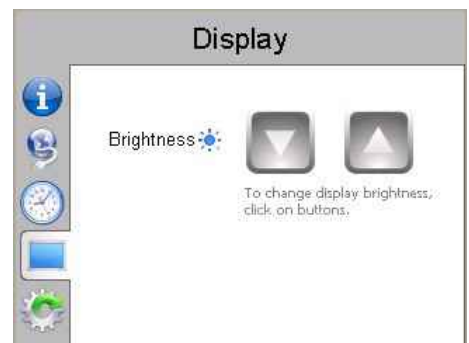 Display
Brightness
To change display brightness,
click on buttons.